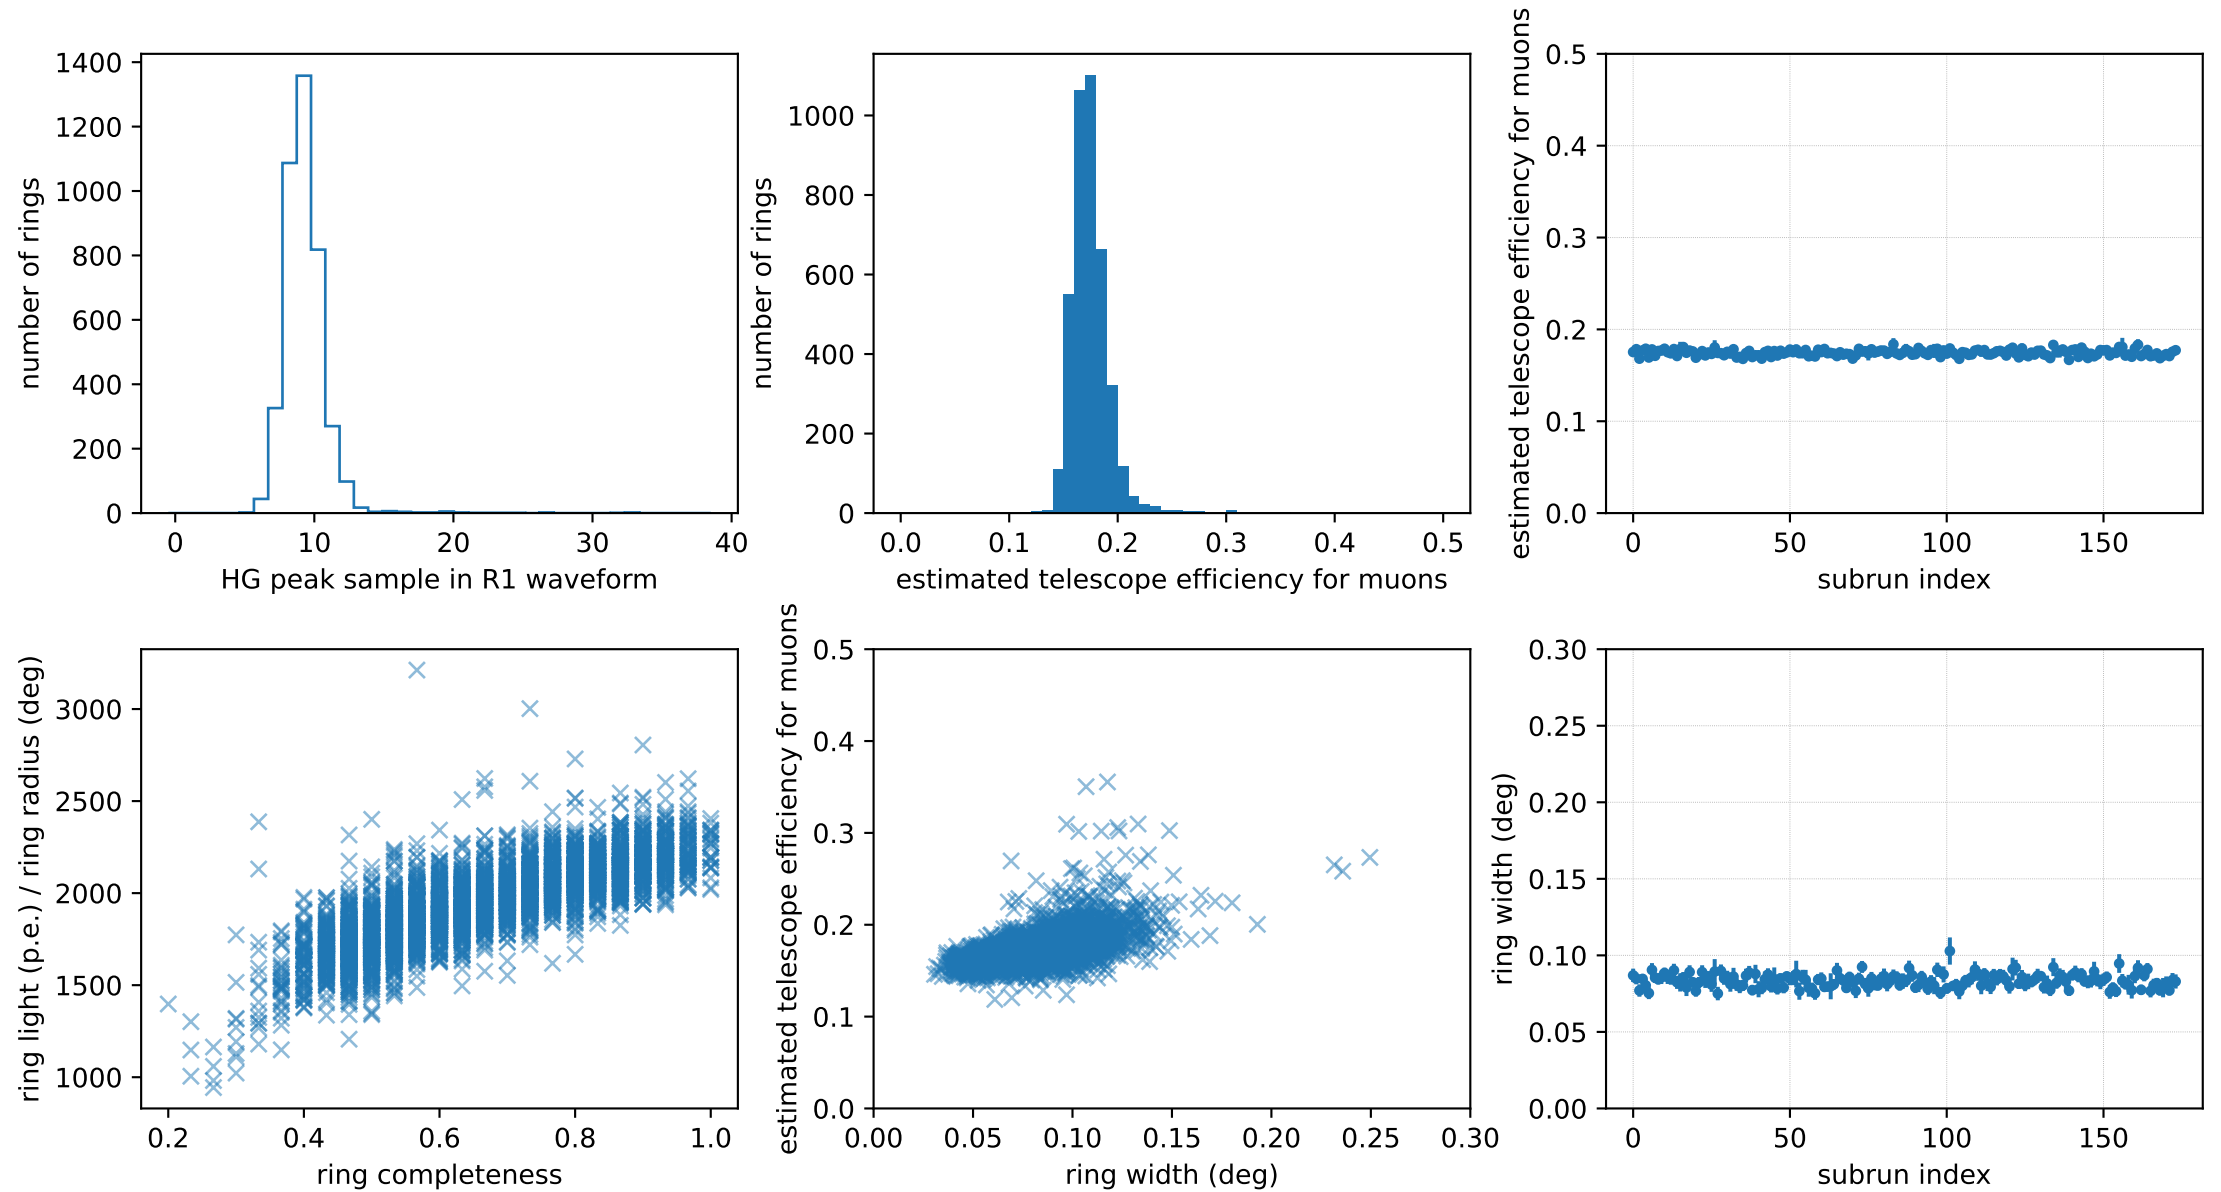 1400
1200
1000
800
600
400
200
0
number of rings
0 10 20 30 40
HG peak sample in R1 waveform
1000
800
600
400
200
0
number of rings
0.0 0.1 0.2 0.3 0.4 0.5
estimated telescope efficiency for muons
0.5
0.4
0.3
0.2
0.1
0.0
estimated telescope efficiency for muons
0 50 100 150
subrun index
3000
2500
2000
1500
1000
ring light (p.e.) / ring radius (deg)
0.2 0.4 0.6 0.8 1.0
ring completeness
0.5
0.4
0.3
0.2
0.1
0.0
estimated telescope efficiency for muons
0.00 0.05 0.10 0.15 0.20 0.25 0.30
ring width (deg)
0.30
0.25
0.20
0.15
0.10
0.05
0.00
ring width (deg)
0 50 100 150
subrun index